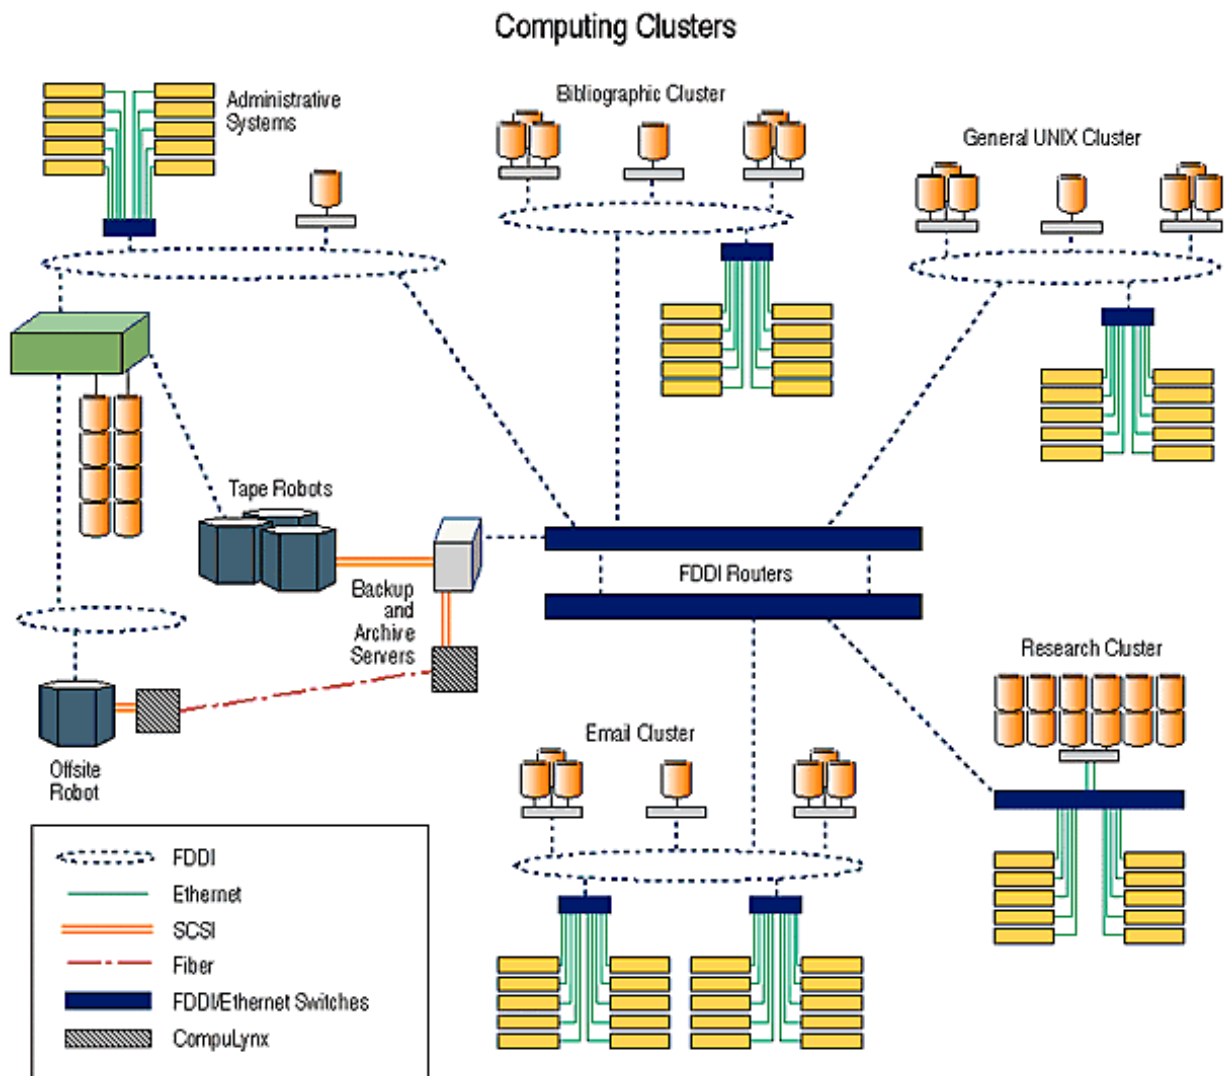 Computing Clusters
Administrative
Systems
Bibliographic Cluster
General UNIX Cluster
Tape Robots
FDDI Routers
Backup
and
Archive
Servers
Research Cluster
Email Cluster
Offsite
Robot
FDDI
Ethernet
SCSI
Fiber
FDDI/Ethernet Switches
CompuLynx